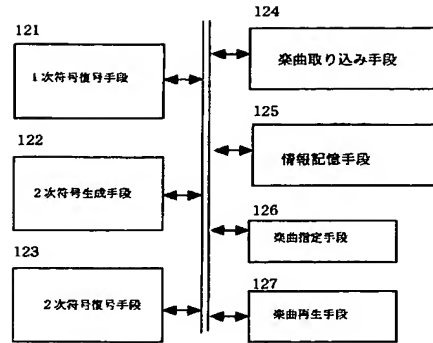 121
1次符号復号手段
122
2次符号生成手段
123
2次符号復号手段
124
楽曲取り込み手段
125
情報記憶手段
126
楽曲指定手段
127
楽曲再生手段